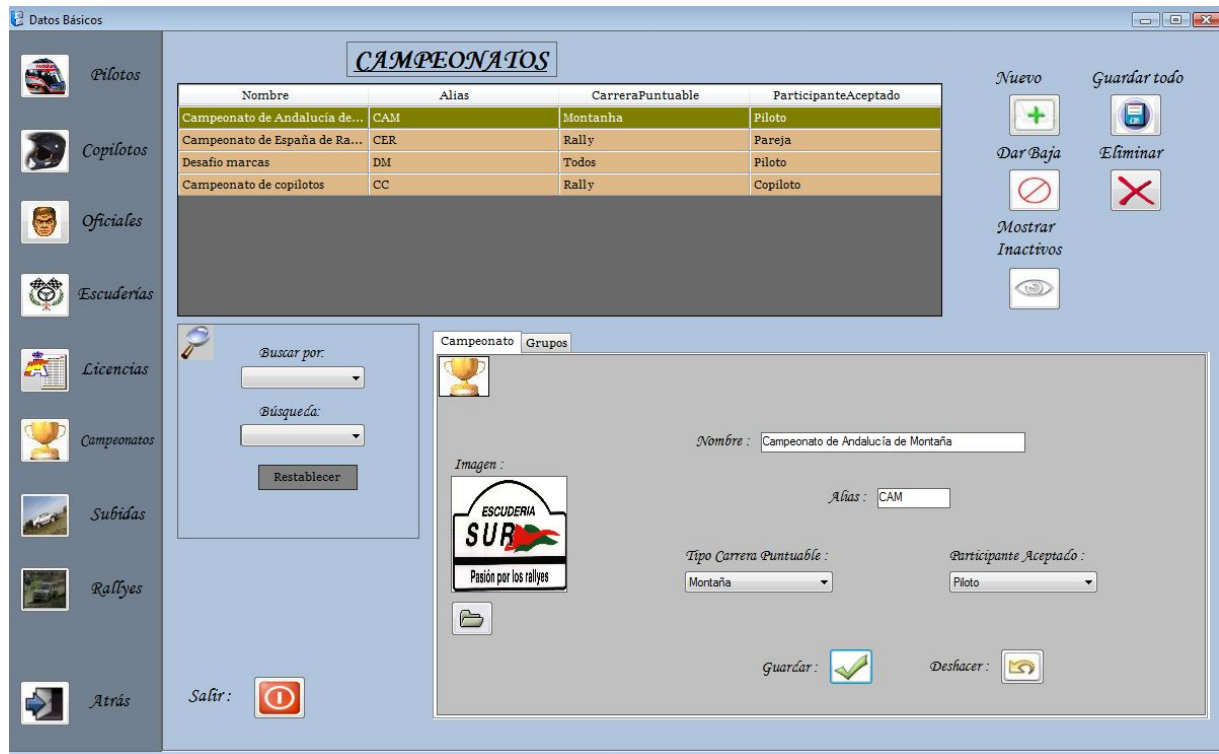 Datos Básicos
Pilotos
Copilotos
Oficiales
Escuderías
Licencias
Campeonatos
Subidas
Rallyes
Atrás
CAMPEONATOS
Nombre Alias CarreraPuntuable ParticipanteAceptado
Campeonato de Andalucía de... CAM Montanha Piloto
Campeonato de España de Ra... CER Rally Pareja
Desafio marcas DM Todos Piloto
Campeonato de copilotos CC Rally Copiloto
Nuevo
Guardar todo
Dar Baja
Eliminar
Mostrar
Inactivos
Buscar por:
Búsqueda:
Restablecer
Salir :
Campeonato Grupos
Nombre : Campeonato de Andalucía de Montaña
Imagen :
ESCUDERIA
SUR
Pasión por los rallyes
Alias : CAM
Tipo Carrera Puntuable : Participante Aceptado :
Montaña Piloto
Guardar : Deshacer :